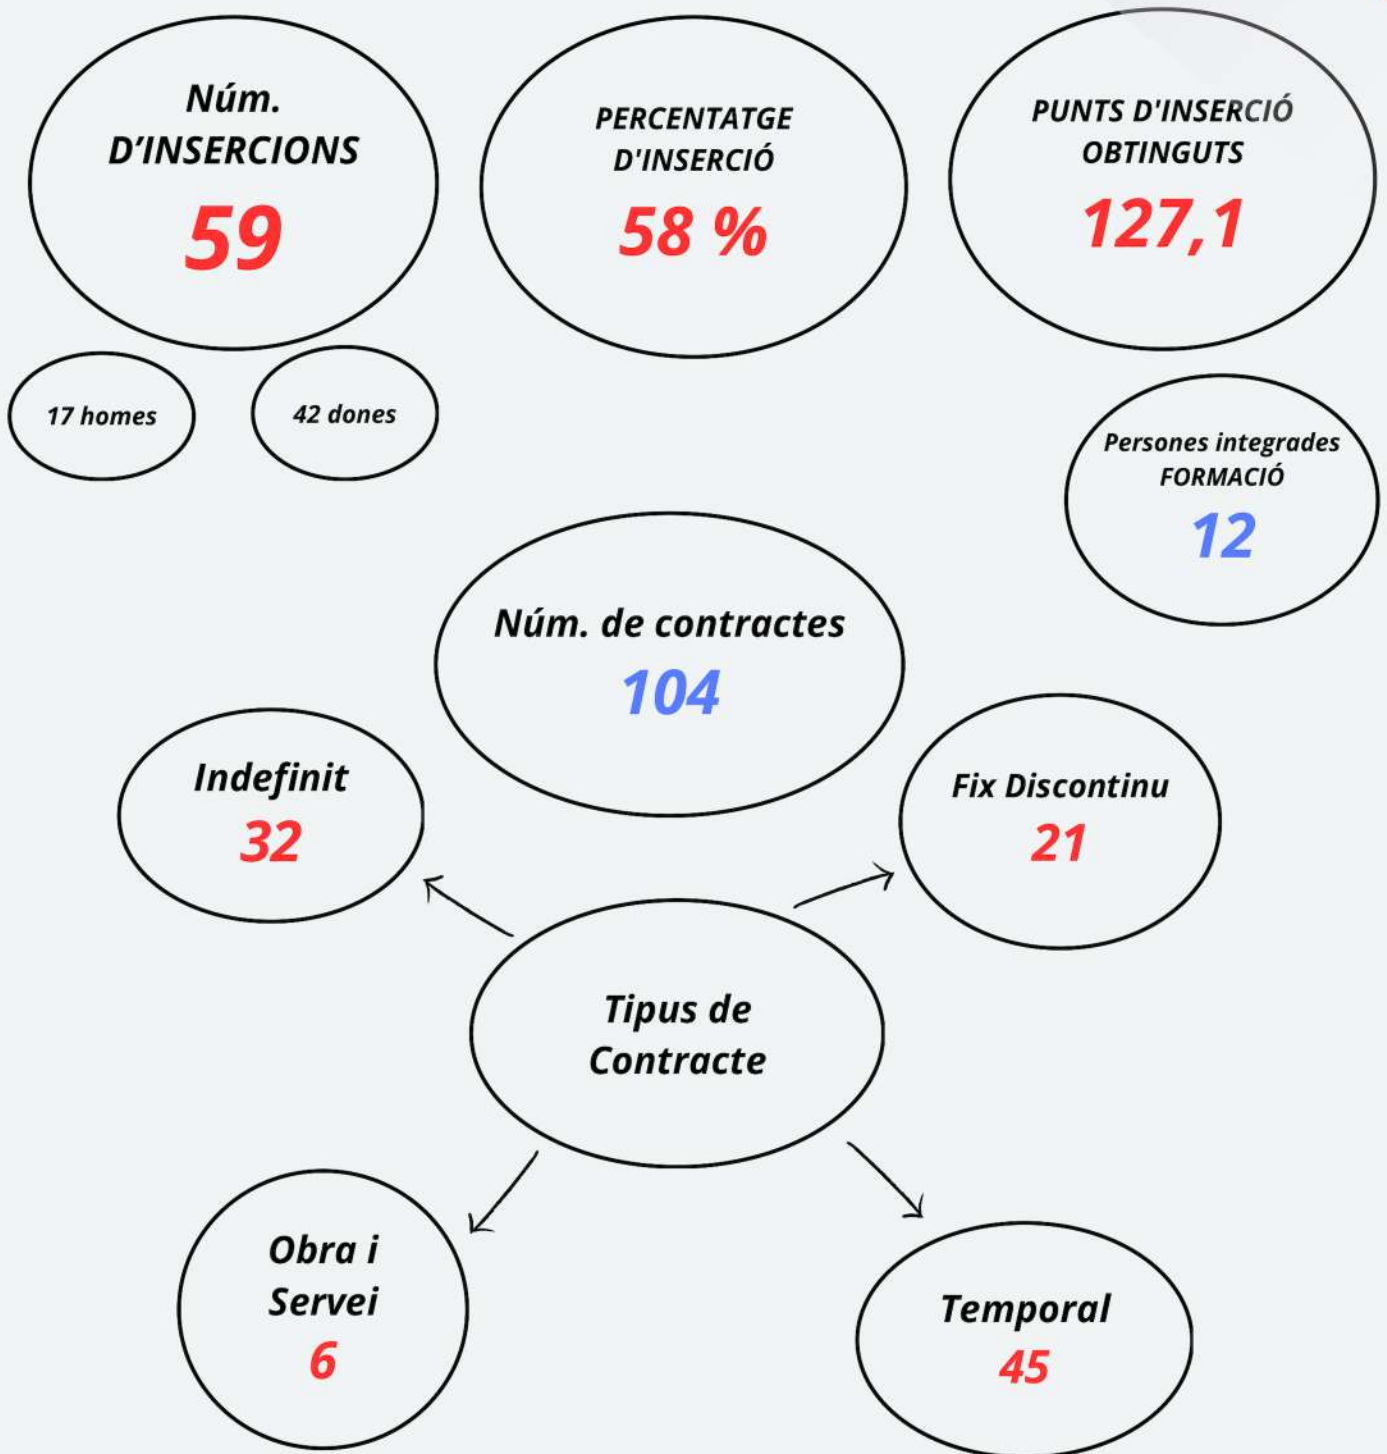 Núm.
D’INSERCIONS
59
PERCENTATGE
D'INSERCIÓ
58 %
PUNTS D'INSERCIÓ
OBTINGUTS
127,1
17 homes
42 dones
Persones integrades
FORMACIÓ
12
Núm. de contractes
104
Indefinit
32
Fix Discontinu
21
Tipus de
Contracte
Obra i
Servei
6
Temporal
45